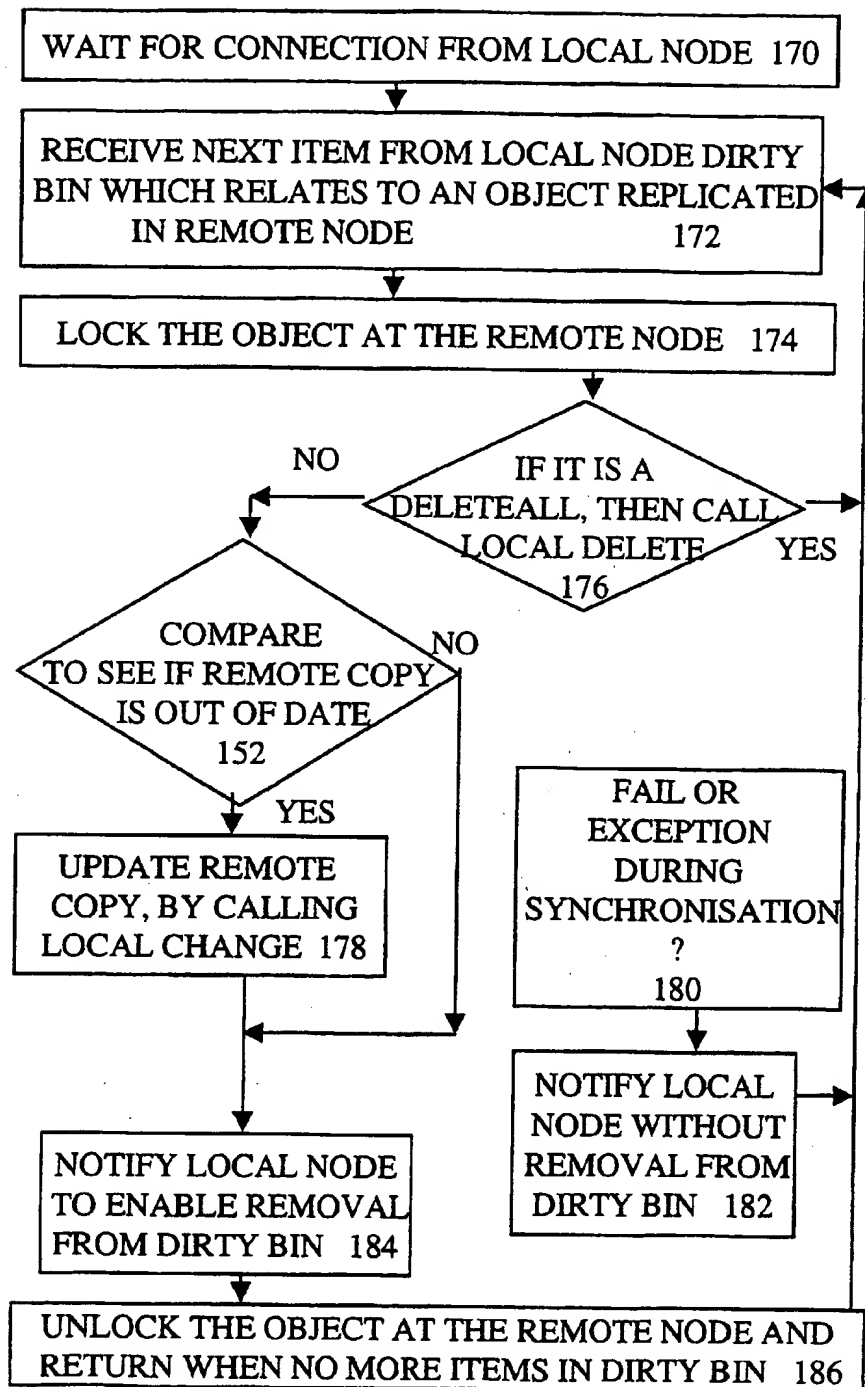 WAIT FOR CONNECTION FROM LOCAL NODE 170
RECEIVE NEXT ITEM FROM LOCAL NODE DIRTY
BIN WHICH RELATES TO AN OBJECT REPLICATED
IN REMOTE NODE 172
LOCK THE OBJECT AT THE REMOTE NODE 174
NO
IF IT IS A
DELETEALL, THEN CALL
LOCAL DELETE
YES
176
COMPARE
NO
TO SEE IF REMOTE COPY
IS OUT OF DATE
152
YES
UPDATE REMOTE
COPY, BY CALLING
LOCAL CHANGE 178
FAIL OR
EXCEPTION
DURING
SYNCHRONISATION
?
180
NOTIFY LOCAL
NODE WITHOUT
REMOVAL FROM
DIRTY BIN 182
NOTIFY LOCAL NODE
TO ENABLE REMOVAL
FROM DIRTY BIN 184
UNLOCK THE OBJECT AT THE REMOTE NODE AND
RETURN WHEN NO MORE ITEMS IN DIRTY BIN 186